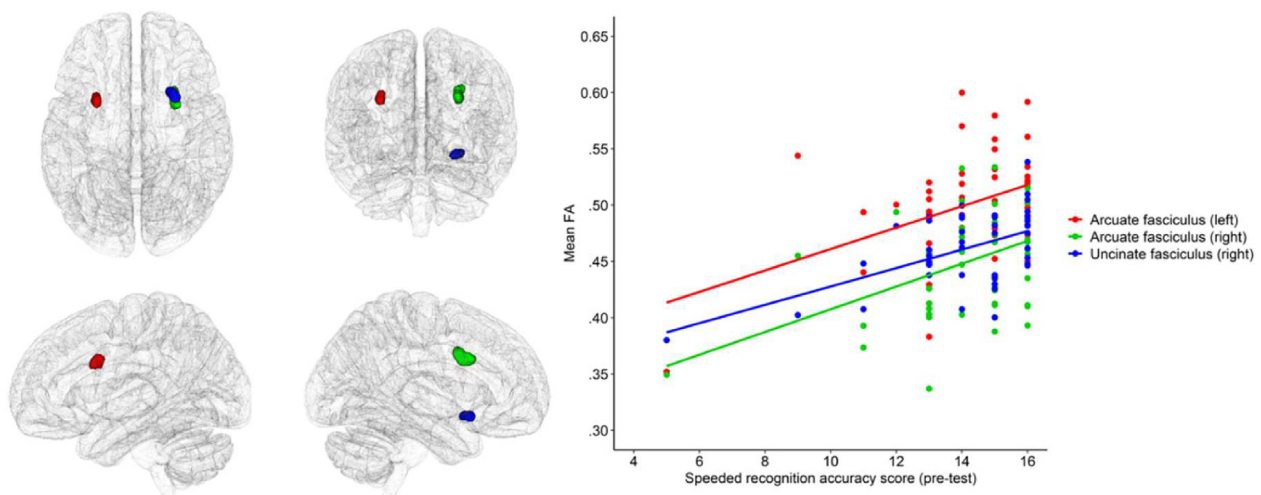 0.65
0.60
.55
.50
.45
.40
.35
.30
Mean FA
4 6 8 10 12 14 16
Speeded recognition accuracy score (pre-test)
Arcuate fasciculus (left)
Arcuate fasciculus (right)
Uncinate fasciculus (right)